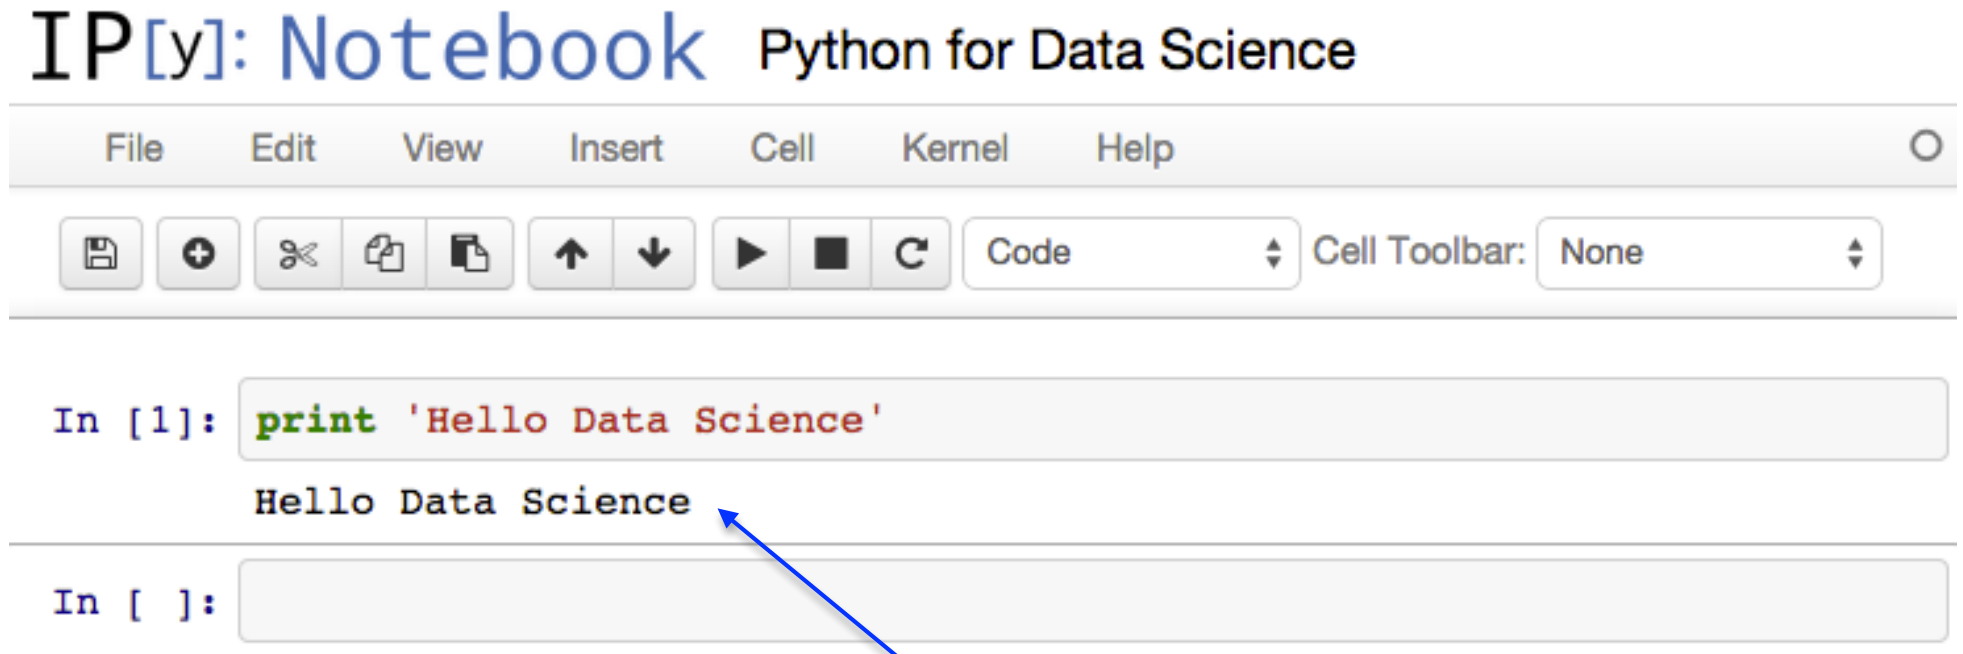 IP[y]: Notebook Python for Data Science
File Edit View Insert Cell Kernel Help
Code Cell Toolbar: None
In [1]: print 'Hello Data Science'
Hello Data Science
In [ ]: